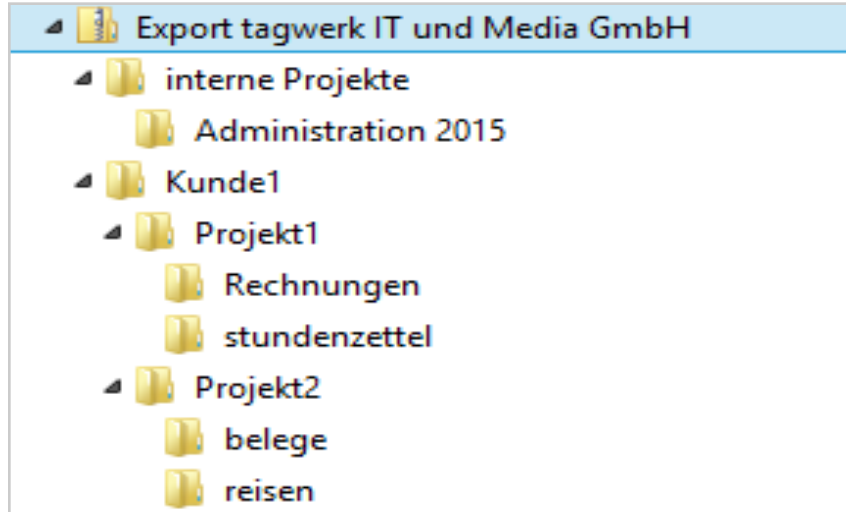 Export tagwerk IT und Media GmbH
interne Projekte
Administration 2015
Kunde1
Projekt1
Rechnungen
stundenzettel
Projekt2
belege
reisen